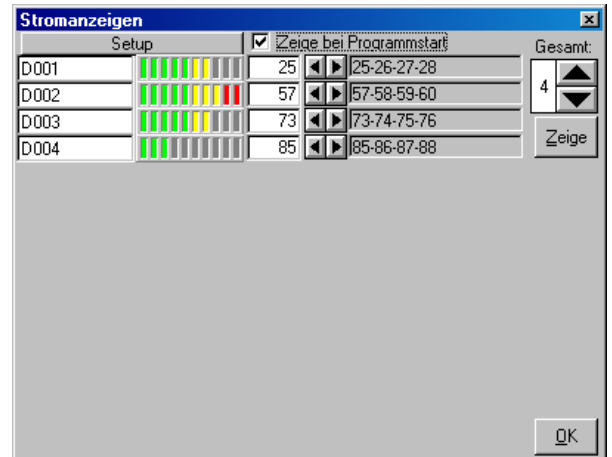 Stromanzeigen
Setup Zeige bei Programmstart Gesamt:
D001 25 25-26-27-28
D002 57 57-58-59-60 4
D003 73 73-74-75-76
D004 85 85-86-87-88 Zeige
OK